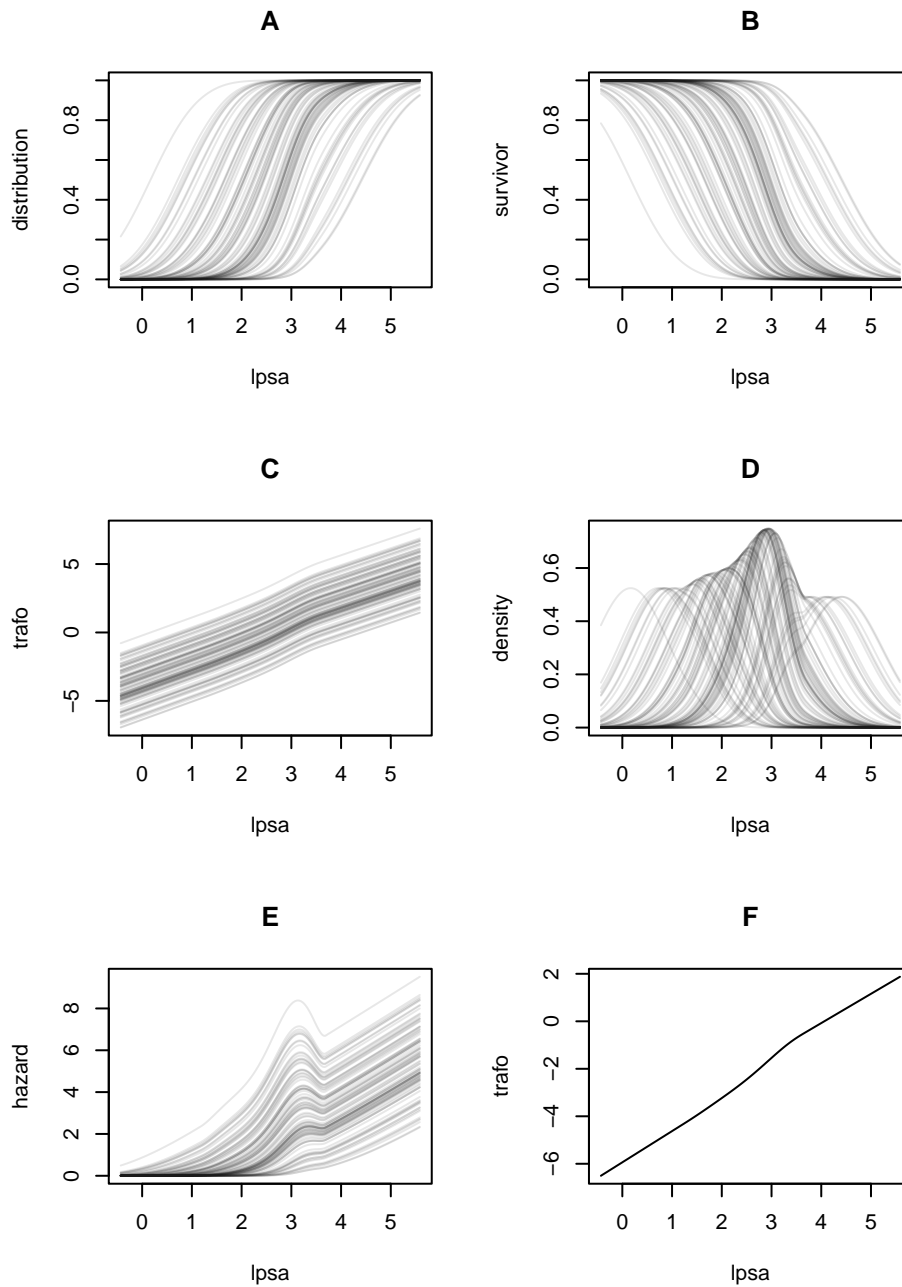 A
distribution
0.0 0.4 0.8
0 1 2 3 4 5
lpsa
B
survivor
0.0 0.4 0.8
0 1 2 3 4 5
lpsa
C
trafo
−5 0 5
0 1 2 3 4 5
lpsa
D
density
0.0 0.2 0.4 0.6
0 1 2 3 4 5
lpsa
E
hazard
0 2 4 6 8
0 1 2 3 4 5
lpsa
F
trafo
−6 −4 −2 0 2
0 1 2 3 4 5
lpsa